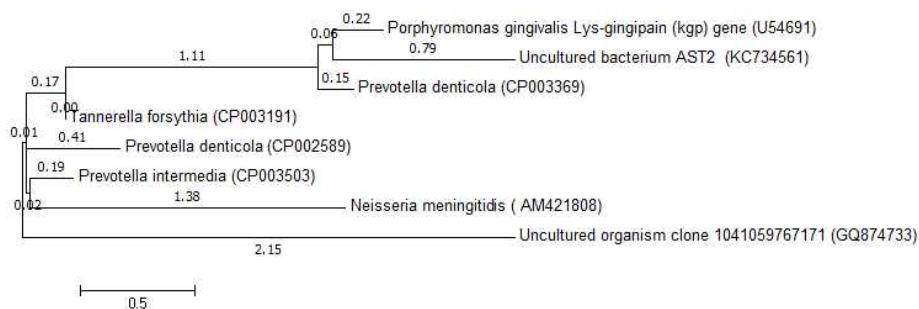 0.22
Porphyromonas gingivalis Lys-gingipain (kgp) gene (U54691)
0.06
0.79
Uncultured bacterium AST2 (KC734561)
1.11
0.15
Prevotella denticola (CP003369)
0.17
0.00
Tannerella forsythia (CP003191)
0.01
0.41
Prevotella denticola (CP002589)
0.19
Prevotella intermedia (CP003503)
0.02
1.38
Neisseria meningitidis ( AM421808)
Uncultured organism clone 1041059767171 (GQ874733)
2.15
0.5